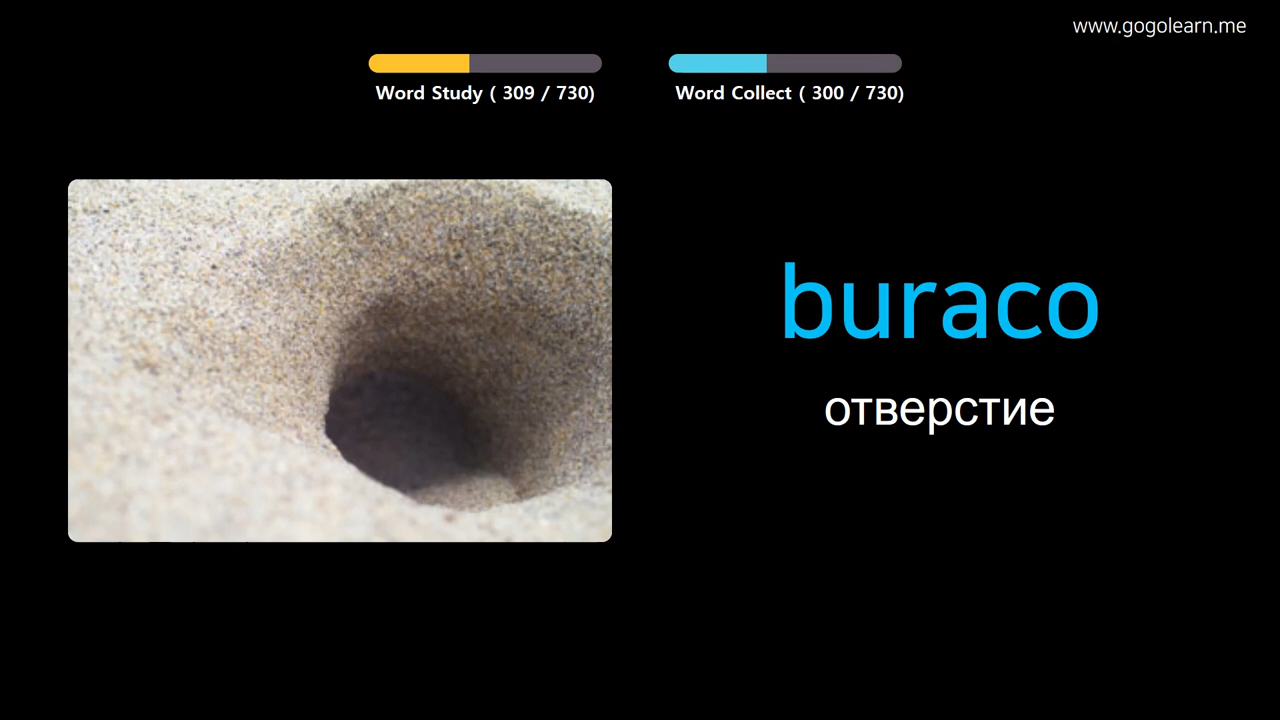 www.gogolearn.me
Word Study ( 309 / 730)
Word Collect ( 300 / 730)
buraco
отверстие